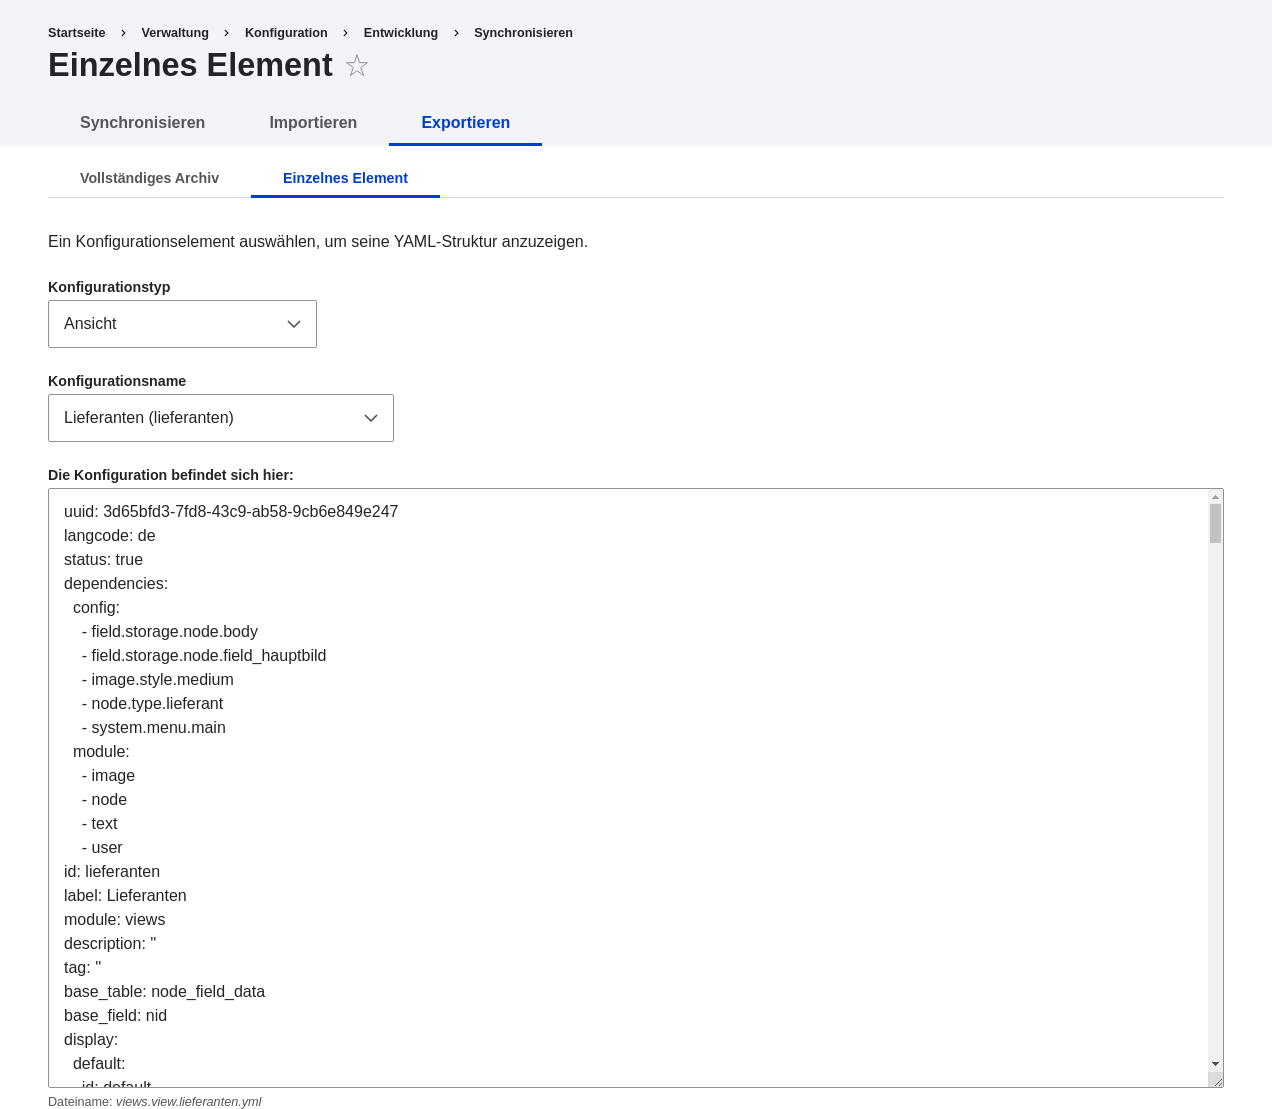 Startseite > Verwaltung > Konfiguration > Entwicklung > Synchronisieren
Einzelnes Element
Synchronisieren Importieren Exportieren
Vollständiges Archiv Einzelnes Element
Ein Konfigurationselement auswählen, um seine YAML-Struktur anzuzeigen.
Konfigurationstyp
Ansicht
Konfigurationsname
Lieferanten (lieferanten)
Die Konfiguration befindet sich hier:
uuid: 3d65bfd3-7fd8-43c9-ab58-9cb6e849e247
langcode: de
status: true
dependencies:
  config:
    - field.storage.node.body
    - field.storage.node.field_hauptbild
    - image.style.medium
    - node.type.lieferant
    - system.menu.main
  module:
    - image
    - node
    - text
    - user
id: lieferanten
label: Lieferanten
module: views
description: ''
tag: ''
base_table: node_field_data
base_field: nid
display:
  default:
    id: default
Dateiname: views.view.lieferanten.yml